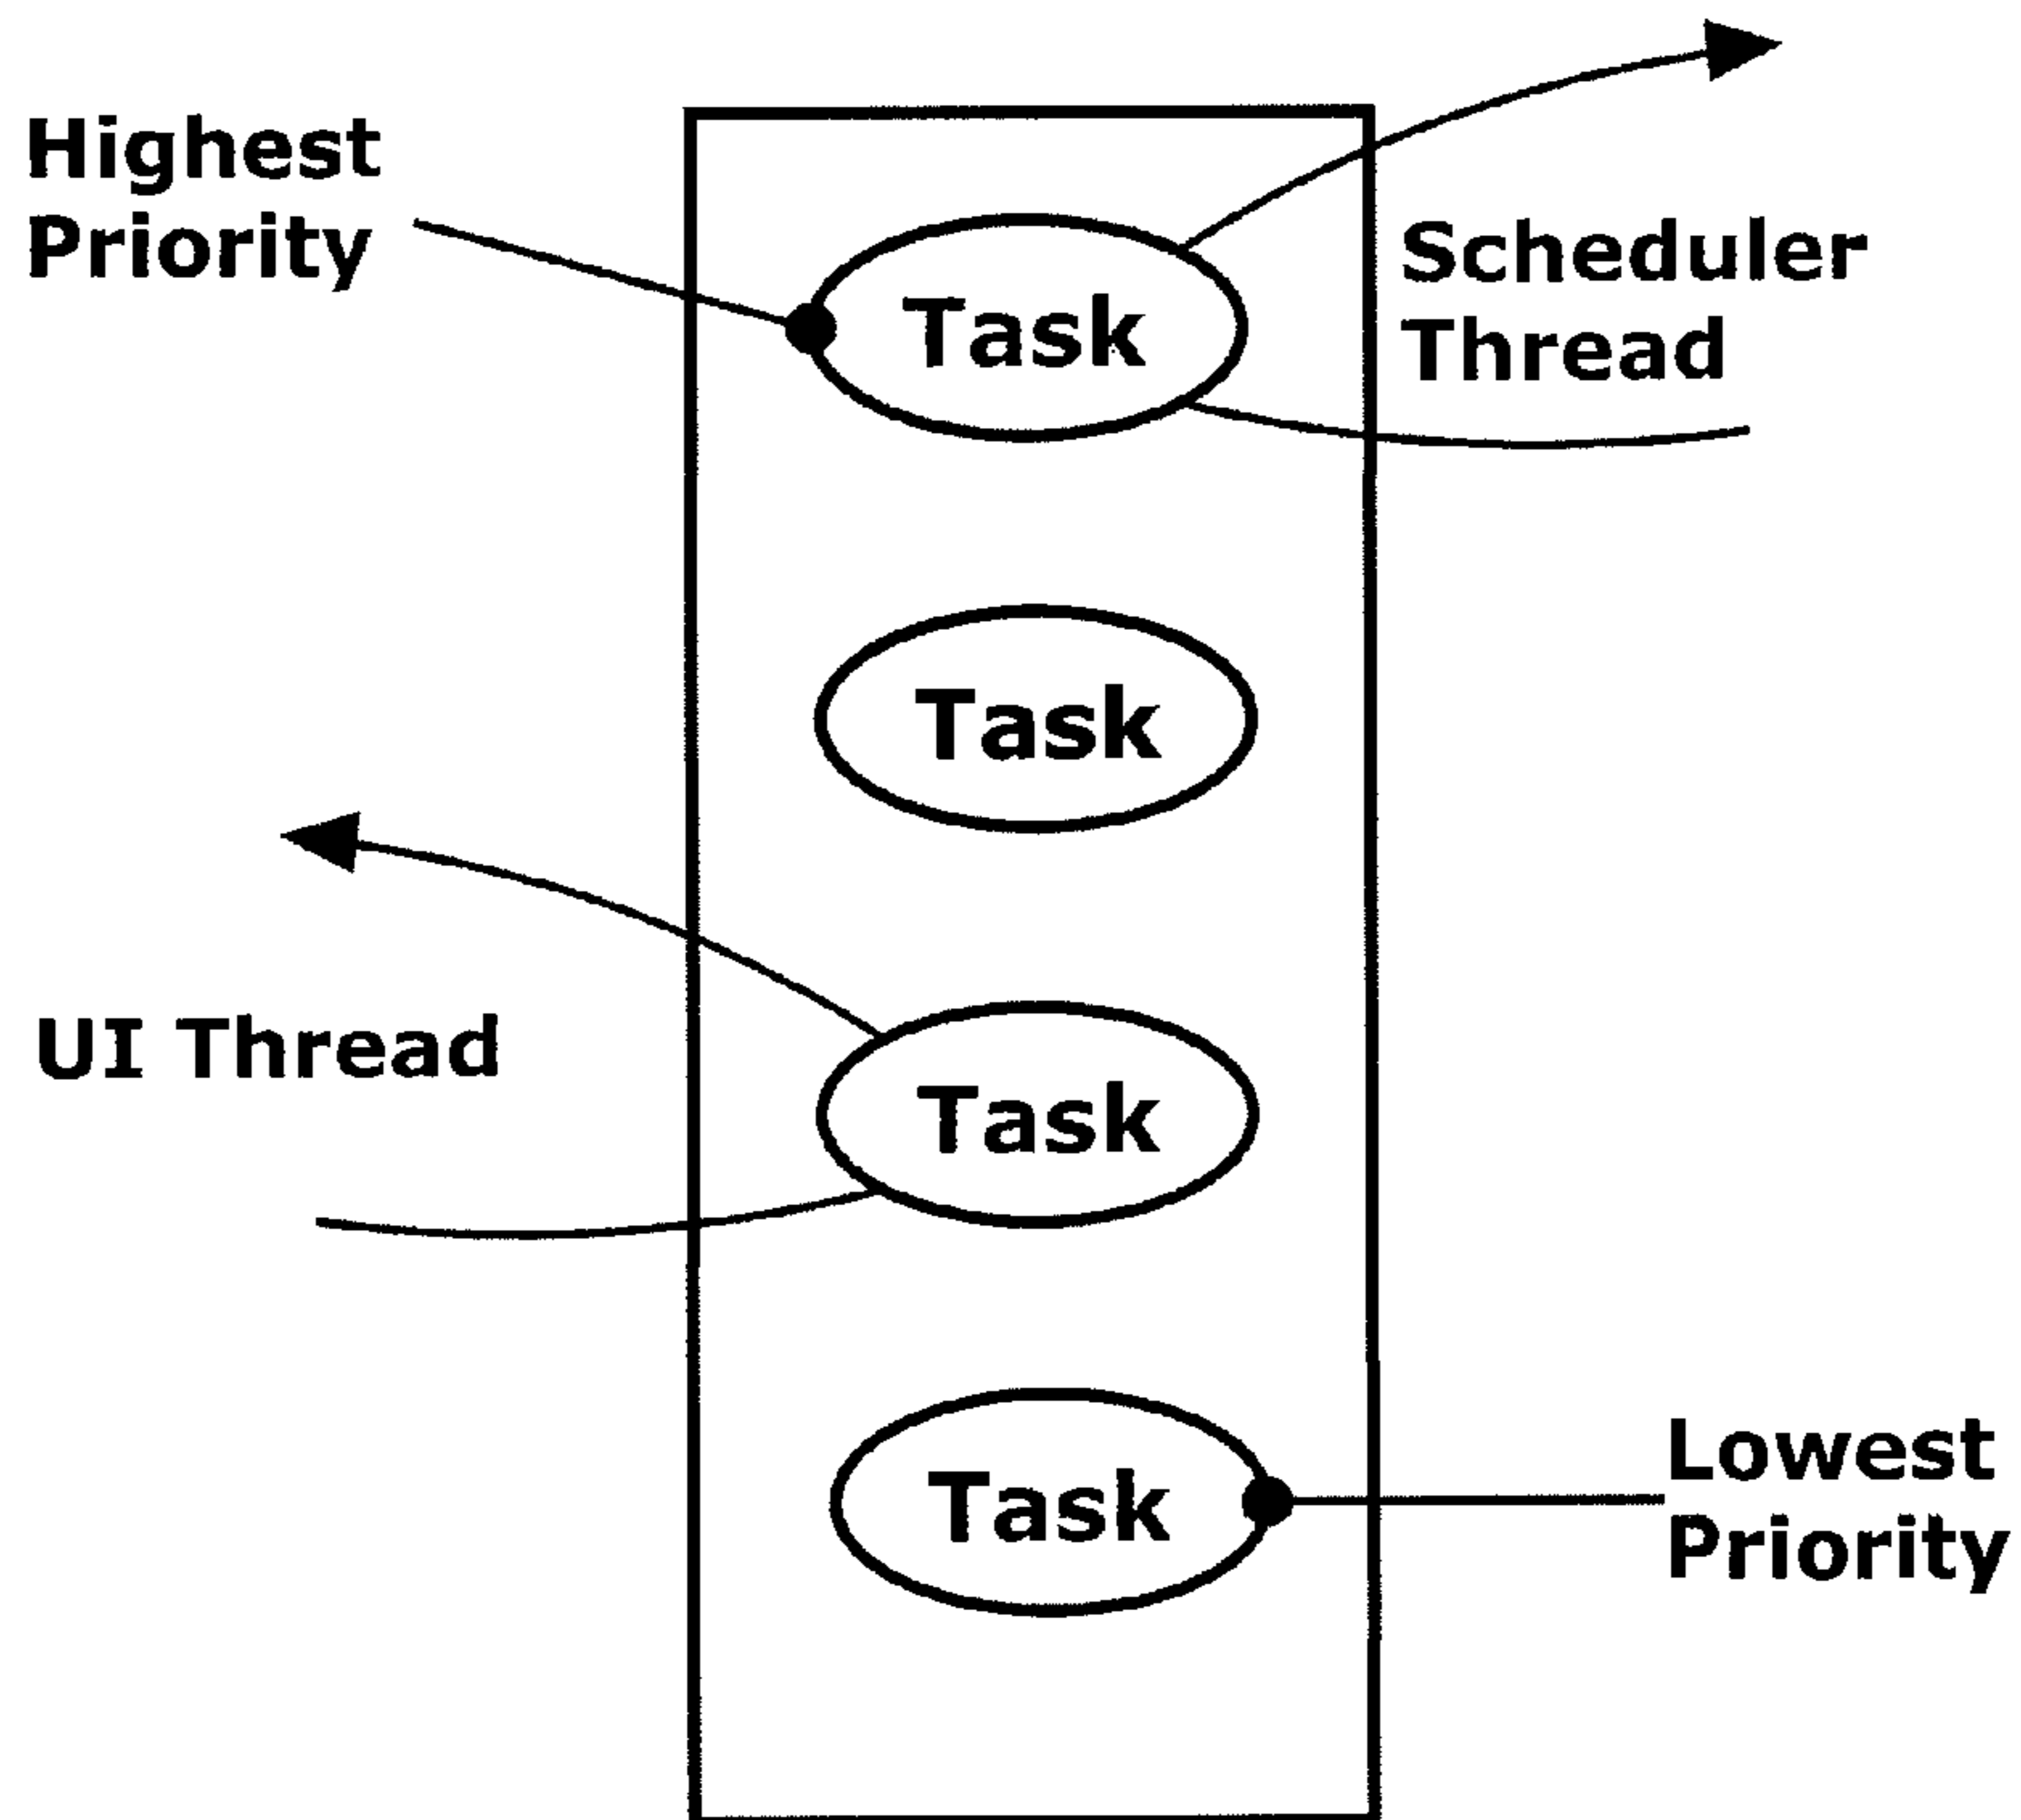 Highest
Priority
Task
Scheduler
Thread
Task
UI Thread
Task
Task
Lowest
Priority